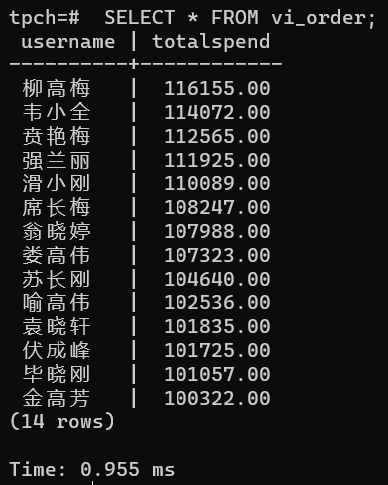 tpch=#  SELECT * FROM vi_order;
 username | totalspend
----------+------------
 柳高梅   |  116155.00
 韦小全   |  114072.00
 贲艳梅   |  112565.00
 强兰丽   |  111925.00
 滑小刚   |  110089.00
 席长梅   |  108247.00
 翁晓婷   |  107988.00
 娄高伟   |  107323.00
 苏长刚   |  104640.00
 喻高伟   |  102536.00
 袁晓轩   |  101835.00
 伏成峰   |  101725.00
 毕晓刚   |  101057.00
 金高芳   |  100322.00
(14 rows)
Time: 0.955 ms